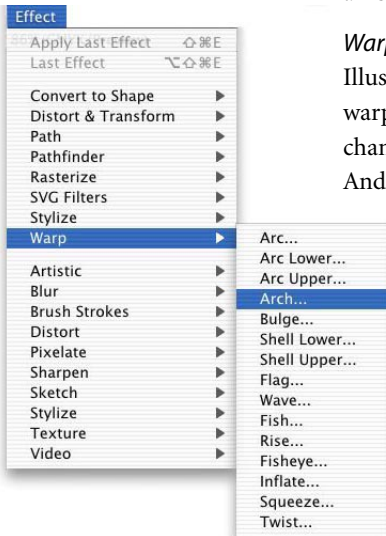 Effect
Apply Last Effect ⇧⌘E
Last Effect ⌥⇧⌘E
Convert to Shape
Distort & Transform
Path
Pathfinder
Rasterize
SVG Filters
Stylize
Warp
Artistic
Blur
Brush Strokes
Distort
Pixelate
Sharpen
Sketch
Stylize
Texture
Video
Arc...
Arc Lower...
Arc Upper...
Arch...
Bulge...
Shell Lower...
Shell Upper...
Flag...
Wave...
Fish...
Rise...
Fisheye...
Inflate...
Squeeze...
Twist...
Warp
Illus
warp
chan
And